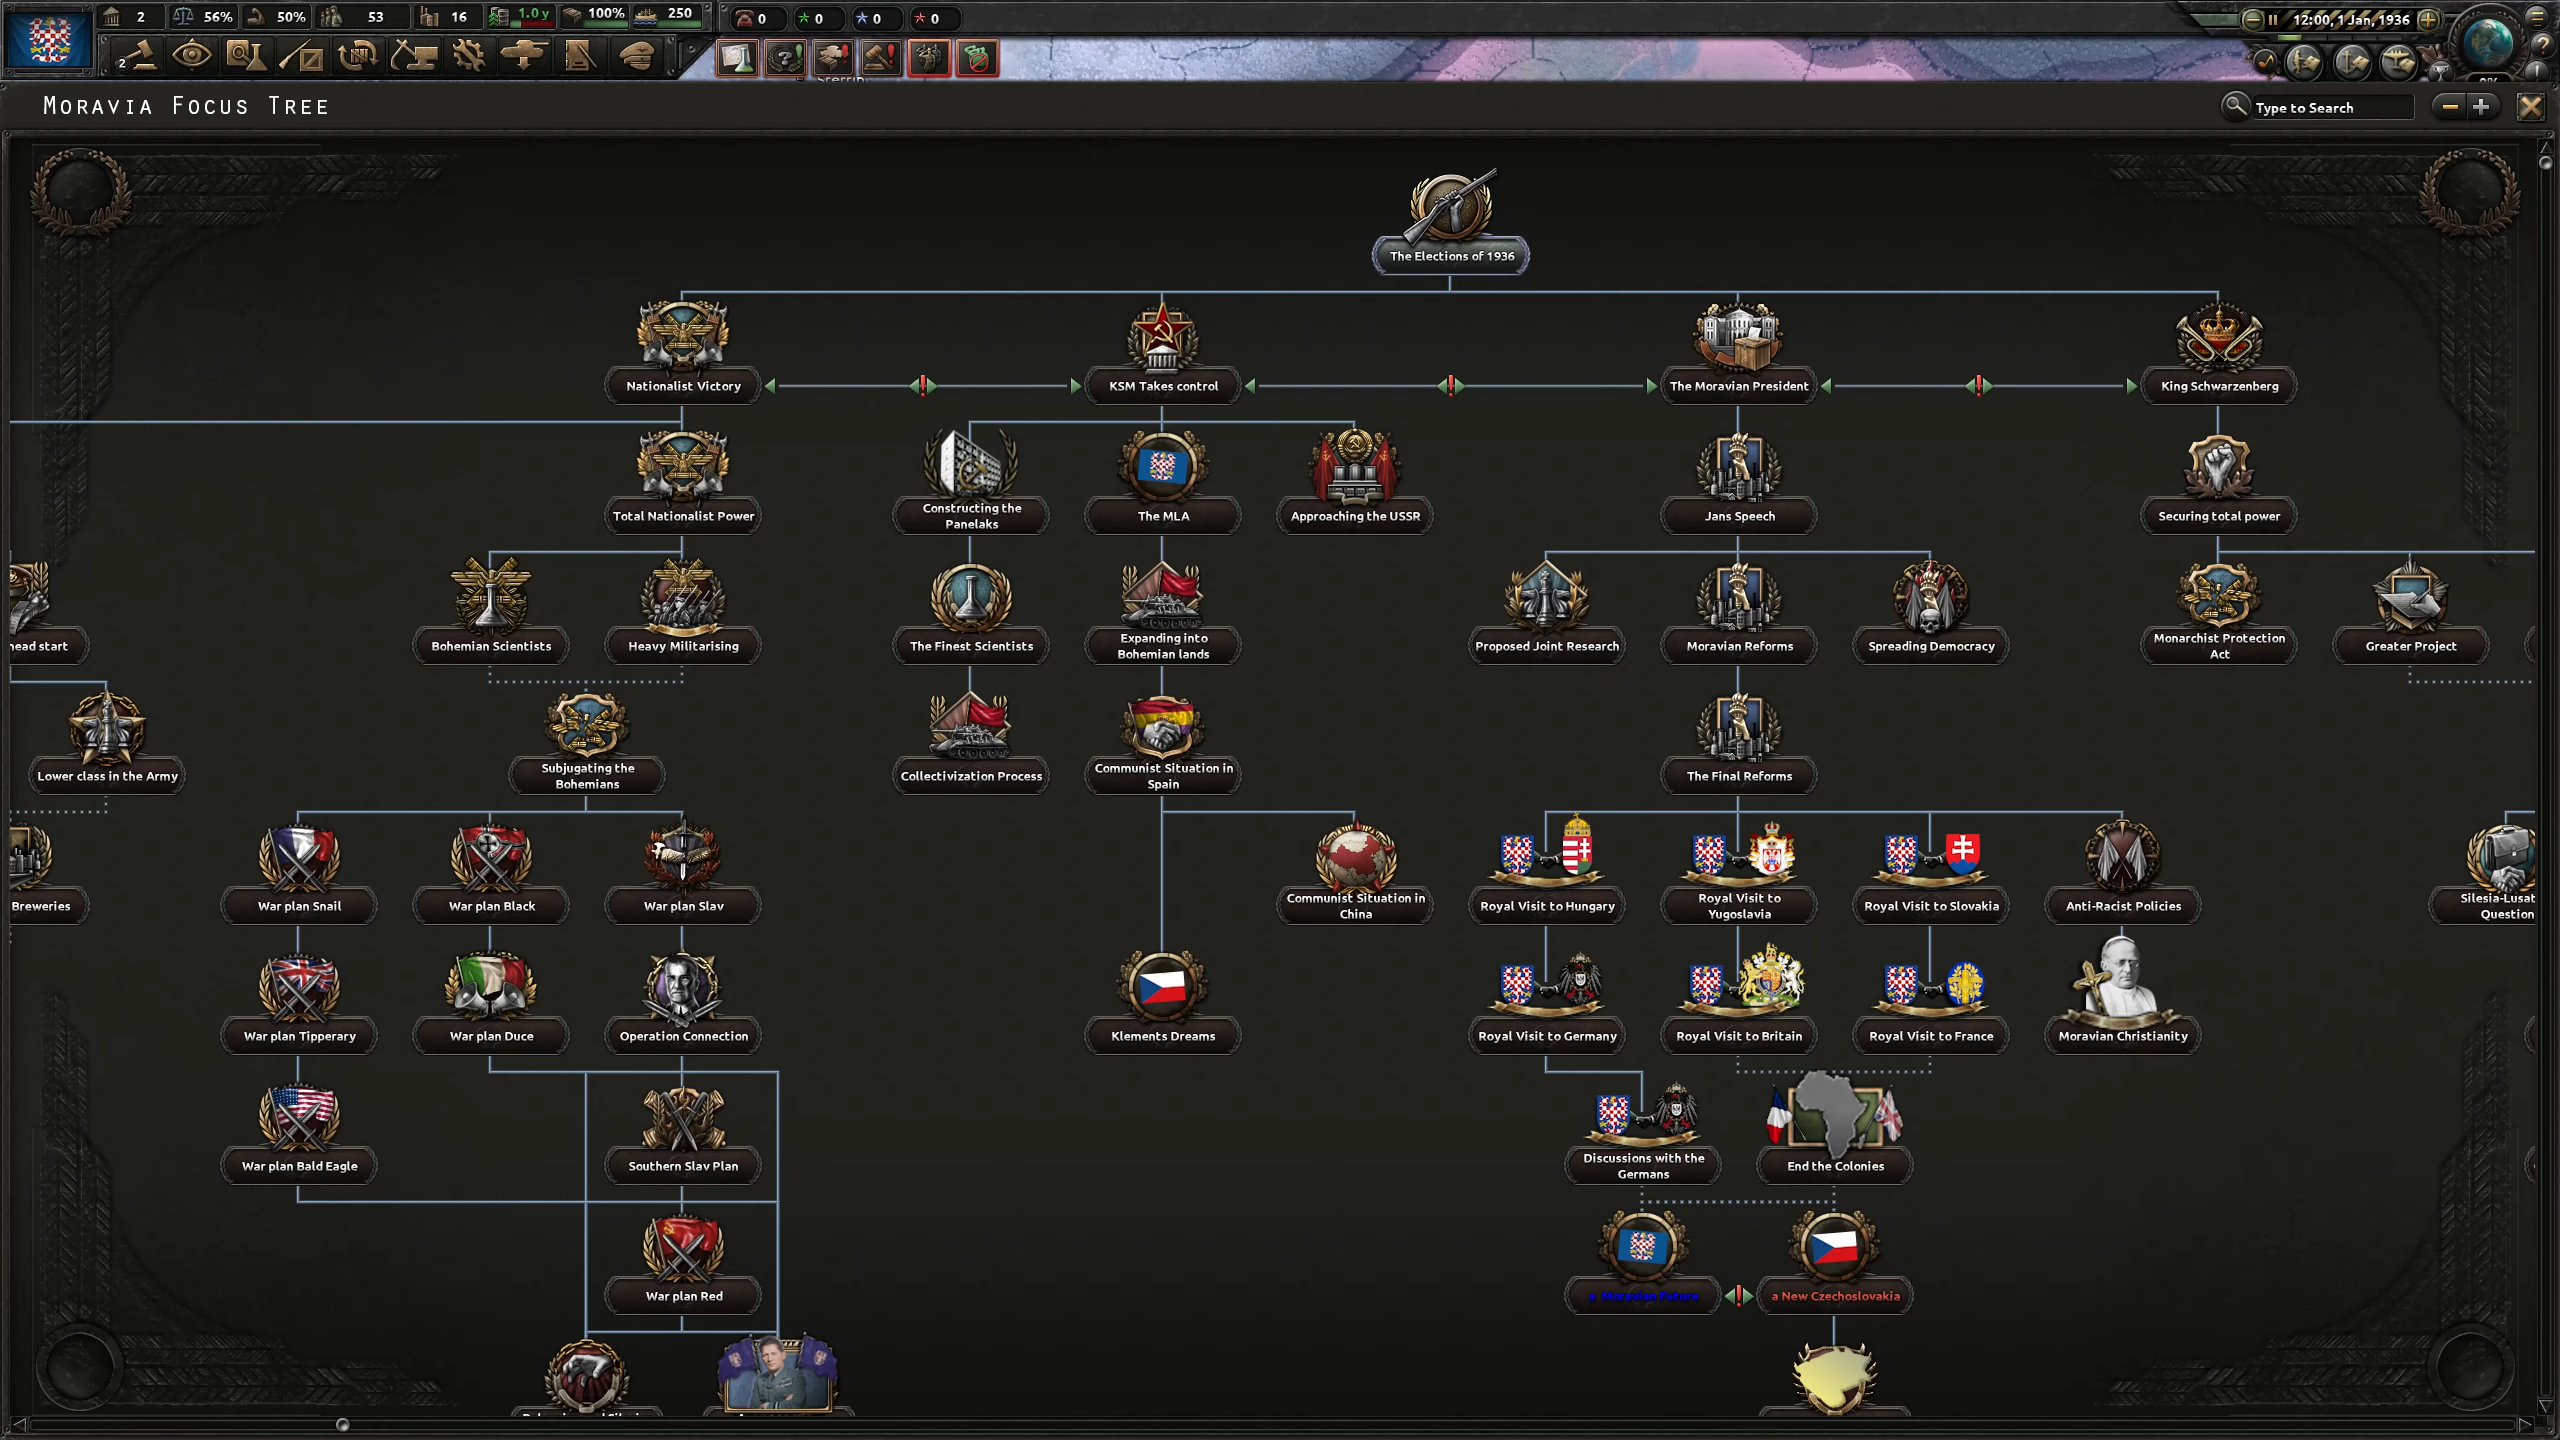 2
56%
50%
53
16
1.0 y
100%
250
0
0
0
0
12:00, 1 Jan, 1936
2
Moravia Focus Tree
Type to Search
The Elections of 1936
Nationalist Victory
KSM Takes control
The Moravian President
King Schwarzenberg
Total Nationalist Power
Constructing the
Panelaks
The MLA
Approaching the USSR
Jans Speech
Securing total power
head start
Bohemian Scientists
Heavy Militarising
The Finest Scientists
Expanding into
Bohemian lands
Proposed Joint Research
Moravian Reforms
Spreading Democracy
Monarchist Protection
Act
Greater Project
Lower class in the Army
Subjugating the
Bohemians
Collectivization Process
Communist Situation in
Spain
The Final Reforms
Breweries
War plan Snail
War plan Black
War plan Slav
Communist Situation in
China
Royal Visit to Hungary
Royal Visit to
Yugoslavia
Royal Visit to Slovakia
Anti-Racist Policies
Silesia-Lusat
Question
War plan Tipperary
War plan Duce
Operation Connection
Klements Dreams
Royal Visit to Germany
Royal Visit to Britain
Royal Visit to France
Moravian Christianity
War plan Bald Eagle
Southern Slav Plan
Discussions with the
Germans
End the Colonies
War plan Red
a Moravian Future
a New Czechoslovakia